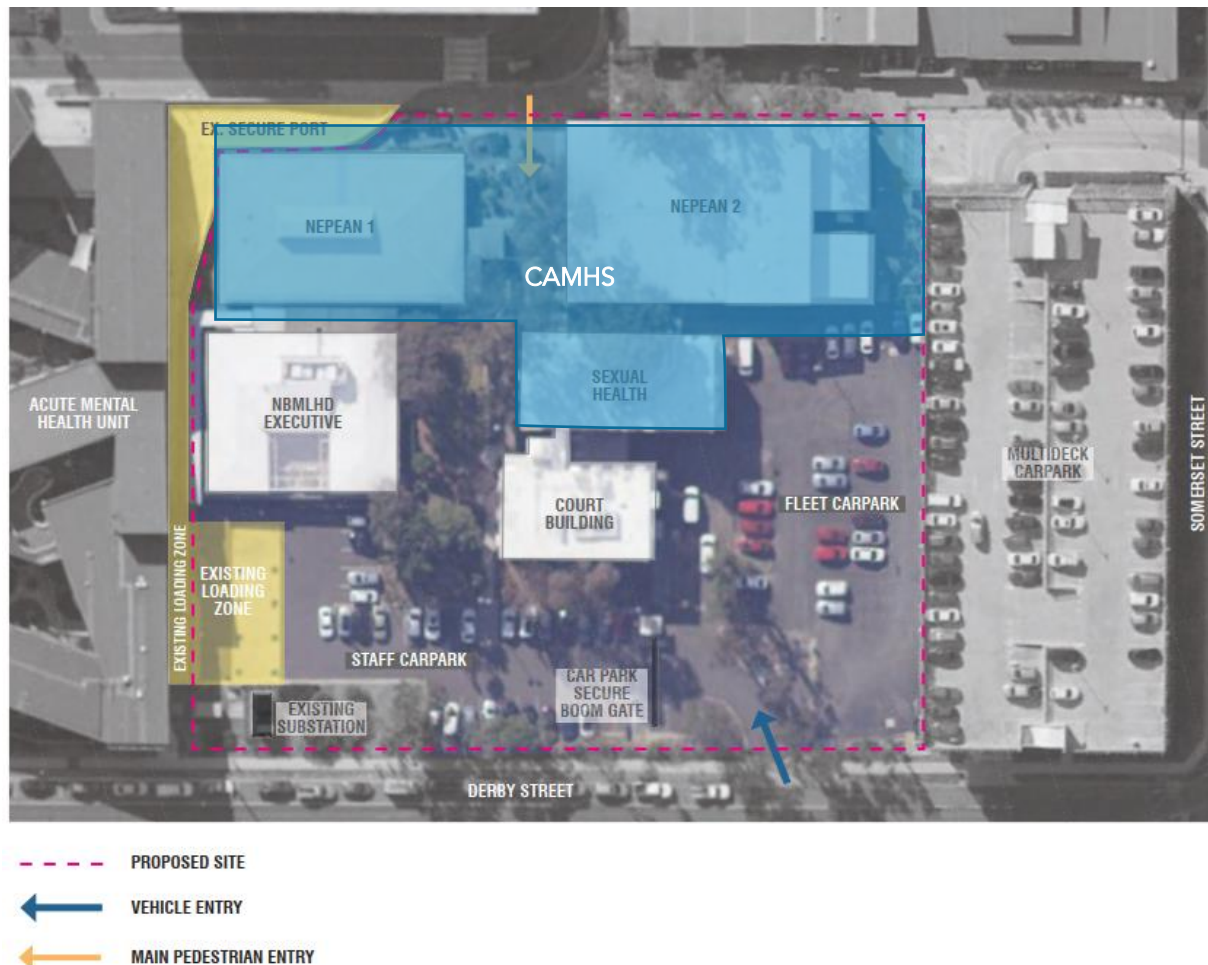 EX. SECURE PORT
NEPEAN 1
NEPEAN 2
CAMHS
SEXUAL
HEALTH
ACUTE MENTAL
HEALTH UNIT
NBMLHD
EXECUTIVE
MULTIDECK
CARPARK
SOMERSET STREET
COURT
BUILDING
FLEET CARPARK
EXISTING LOADING ZONE
EXISTING
LOADING
ZONE
STAFF CARPARK
CAR PARK
SECURE
BOOM GATE
EXISTING
SUBSTATION
DERBY STREET
PROPOSED SITE
VEHICLE ENTRY
MAIN PEDESTRIAN ENTRY